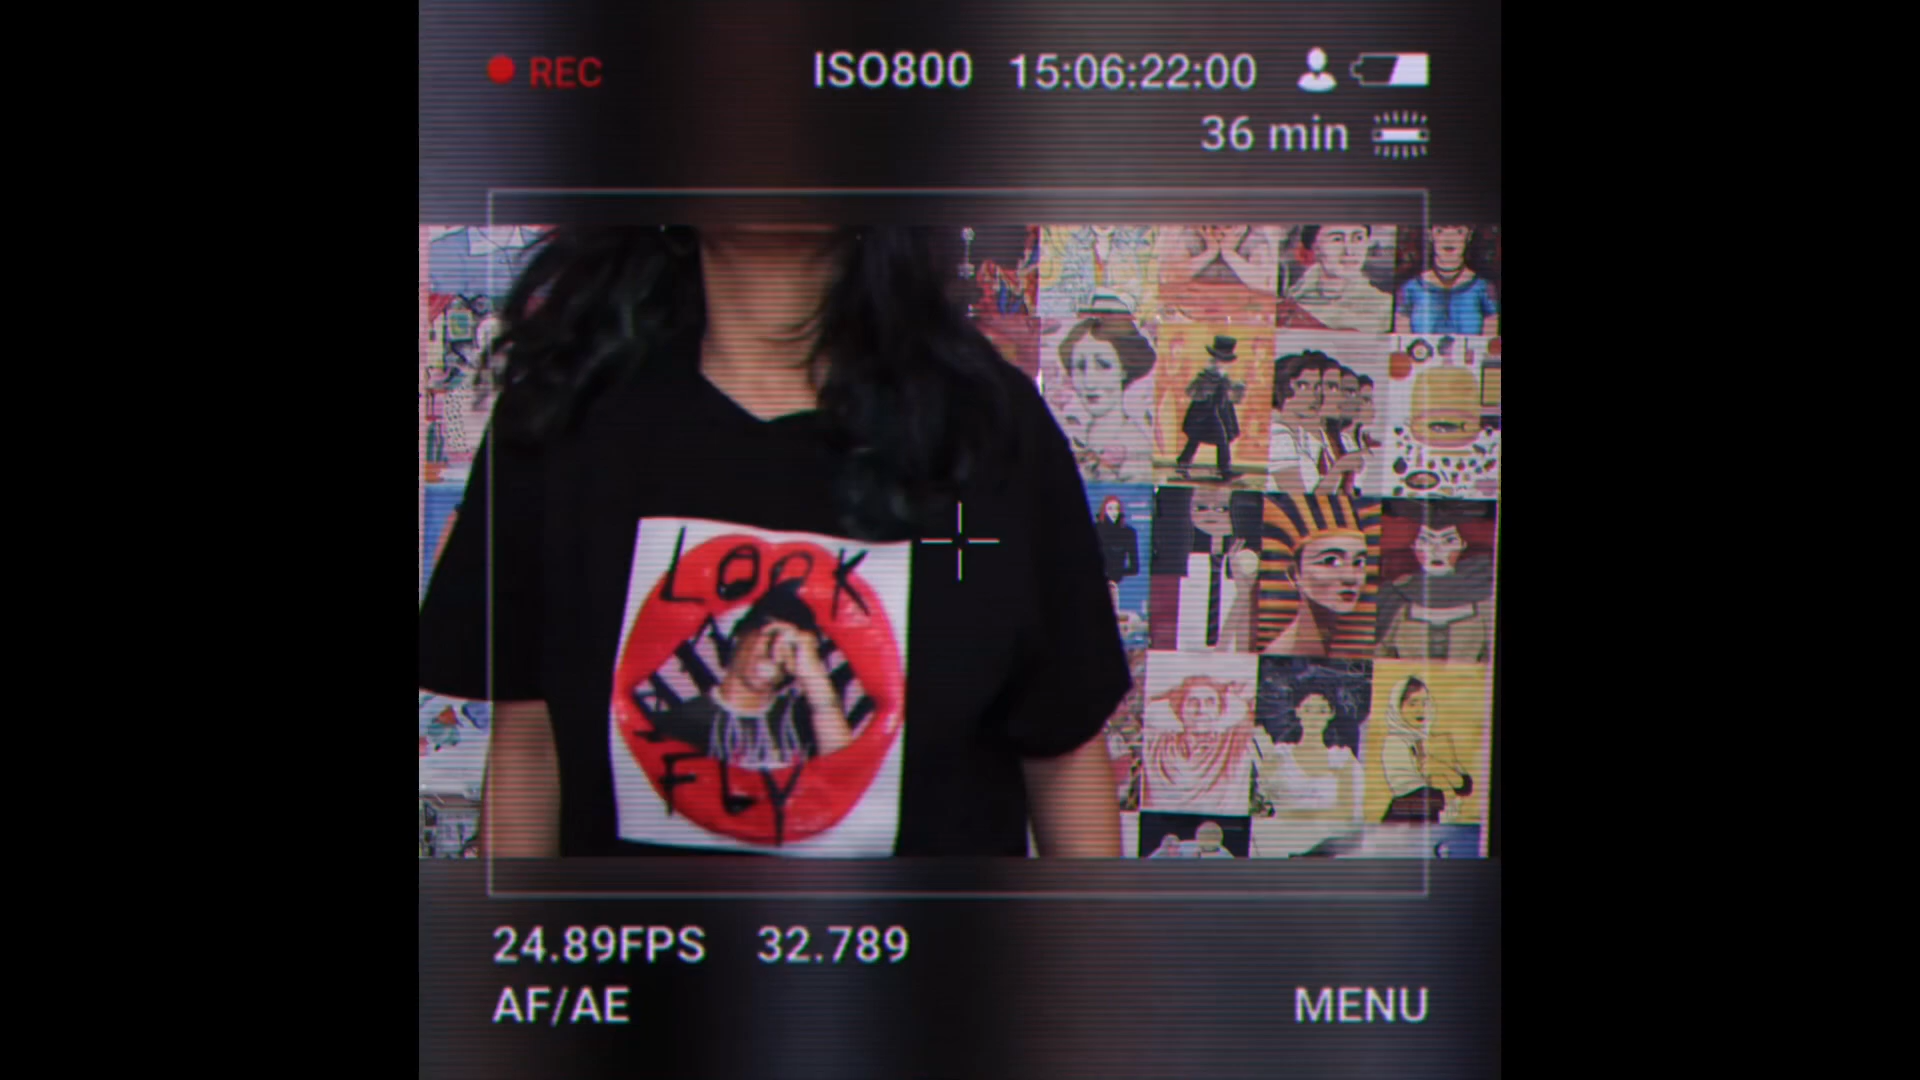 REC ISO800 15:06:22:00
36 min
LOOK
FLY
24.89FPS 32.789
AF/AE MENU